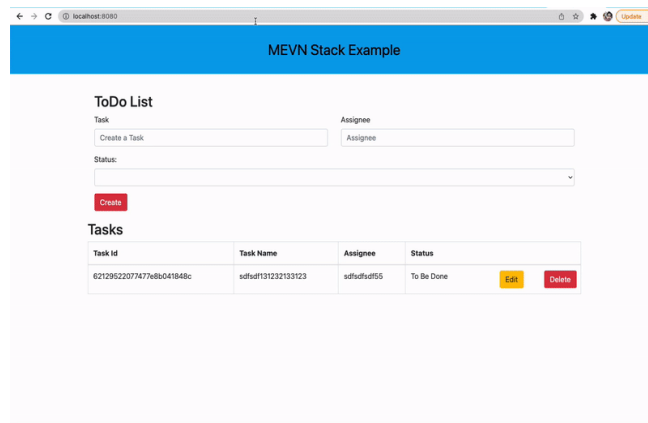 localhost:8080
Update
MEVN Stack Example
ToDo List
Task Assignee
Create a Task Assignee
Status:
Create
Tasks
Task Id Task Name Assignee Status
62129522077477e8b041848c sdfsdf131232133123 sdfsdfsdf55 To Be Done Edit Delete